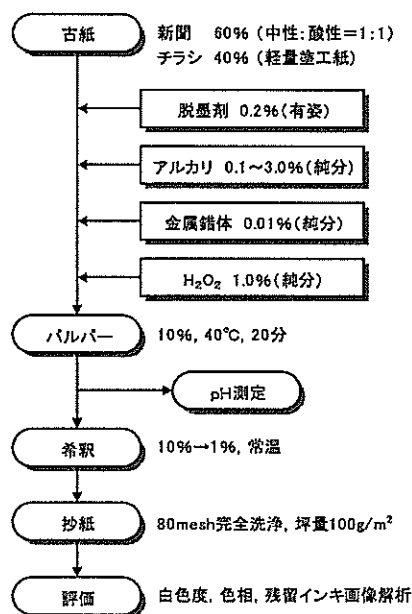 古紙
新聞 60% (中性:酸性=1:1)
チラシ 40% (軽量塗工紙)
脱墨剤 0.2%(有姿)
アルカリ 0.1～3.0%(純分)
金属錯体 0.01%(純分)
H₂O₂ 1.0%(純分)
パルパー
10%, 40℃, 20分
pH測定
希釈
10%→1%, 常温
抄紙
80mesh完全洗浄, 坪量100g/m²
評価
白色度, 色相, 残留インキ画像解析